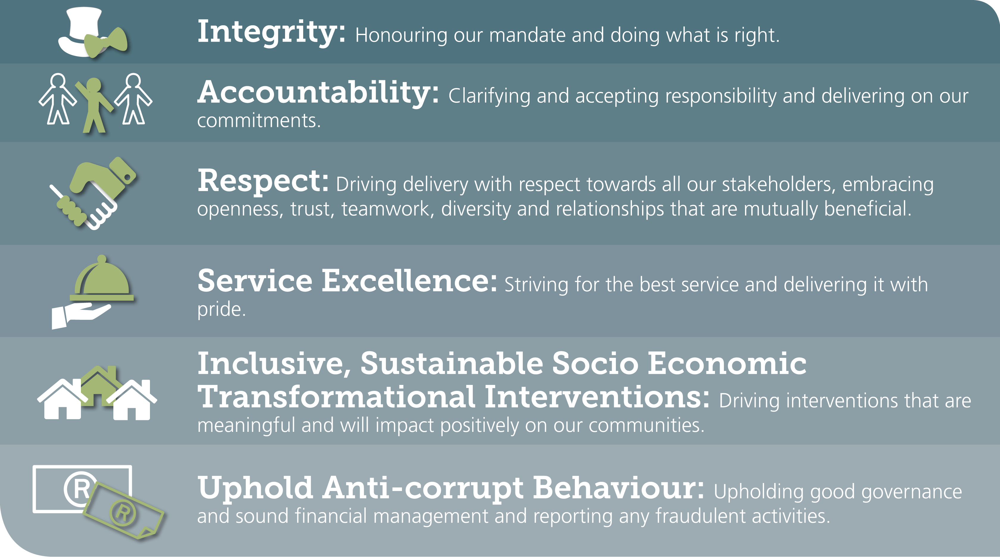 Integrity: Honouring our mandate and doing what is right.
Accountability: Clarifying and accepting responsibility and delivering on our
commitments.
Respect: Driving delivery with respect towards all our stakeholders, embracing
openness, trust, teamwork, diversity and relationships that are mutually beneficial.
Service Excellence: Striving for the best service and delivering it with
pride.
Inclusive, Sustainable Socio Economic
Transformational Interventions: Driving interventions that are
meaningful and will impact positively on our communities.
R
R
Uphold Anti-corrupt Behaviour: Upholding good governance
and sound financial management and reporting any fraudulent activities.